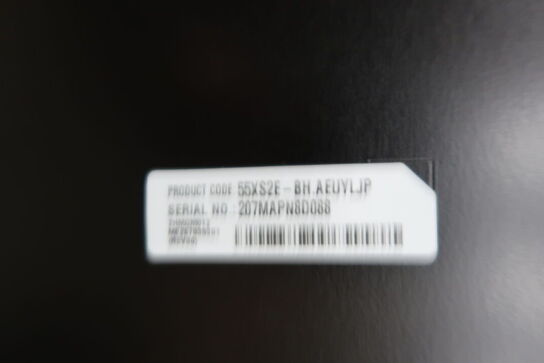 PRODUCT CODE: 55XS2E-BH.AEUYLJP
SERIAL NO.: 207MAPN8D088